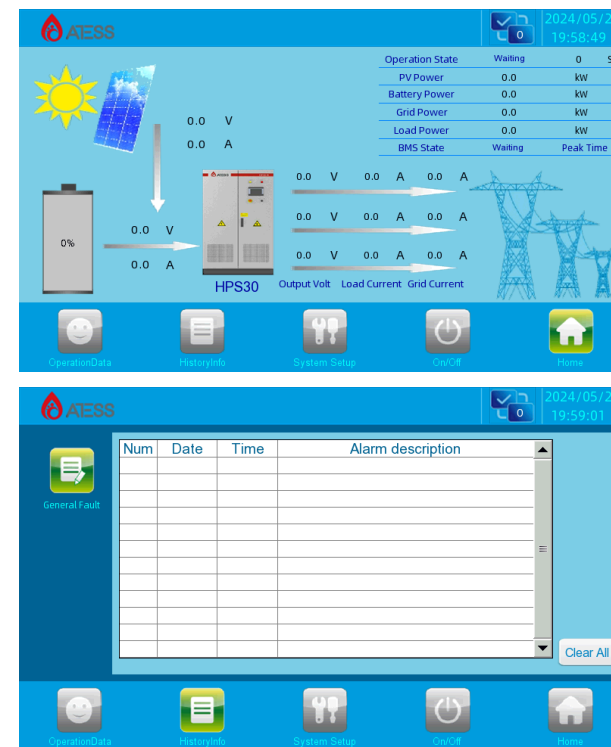 ATESS
0
2024/05/2
19:58:49
Operation State Waiting 0 S
PV Power 0.0 kW
Battery Power 0.0 kW
Grid Power 0.0 kW
Load Power 0.0 kW
BMS State Waiting Peak Time
0.0 V
0.0 A
0.0 V 0.0 A 0.0 A
0.0 V 0.0 A 0.0 A
0.0 V
0%
0.0 V 0.0 A 0.0 A
0.0 A
HPS30
Output Volt Load Current Grid Current
OperationData HistoryInfo System Setup On/Off Home
ATESS
0
2024/05/2
19:59:01
General Fault
Num Date Time Alarm description
Clear All
OperationData HistoryInfo System Setup On/Off Home